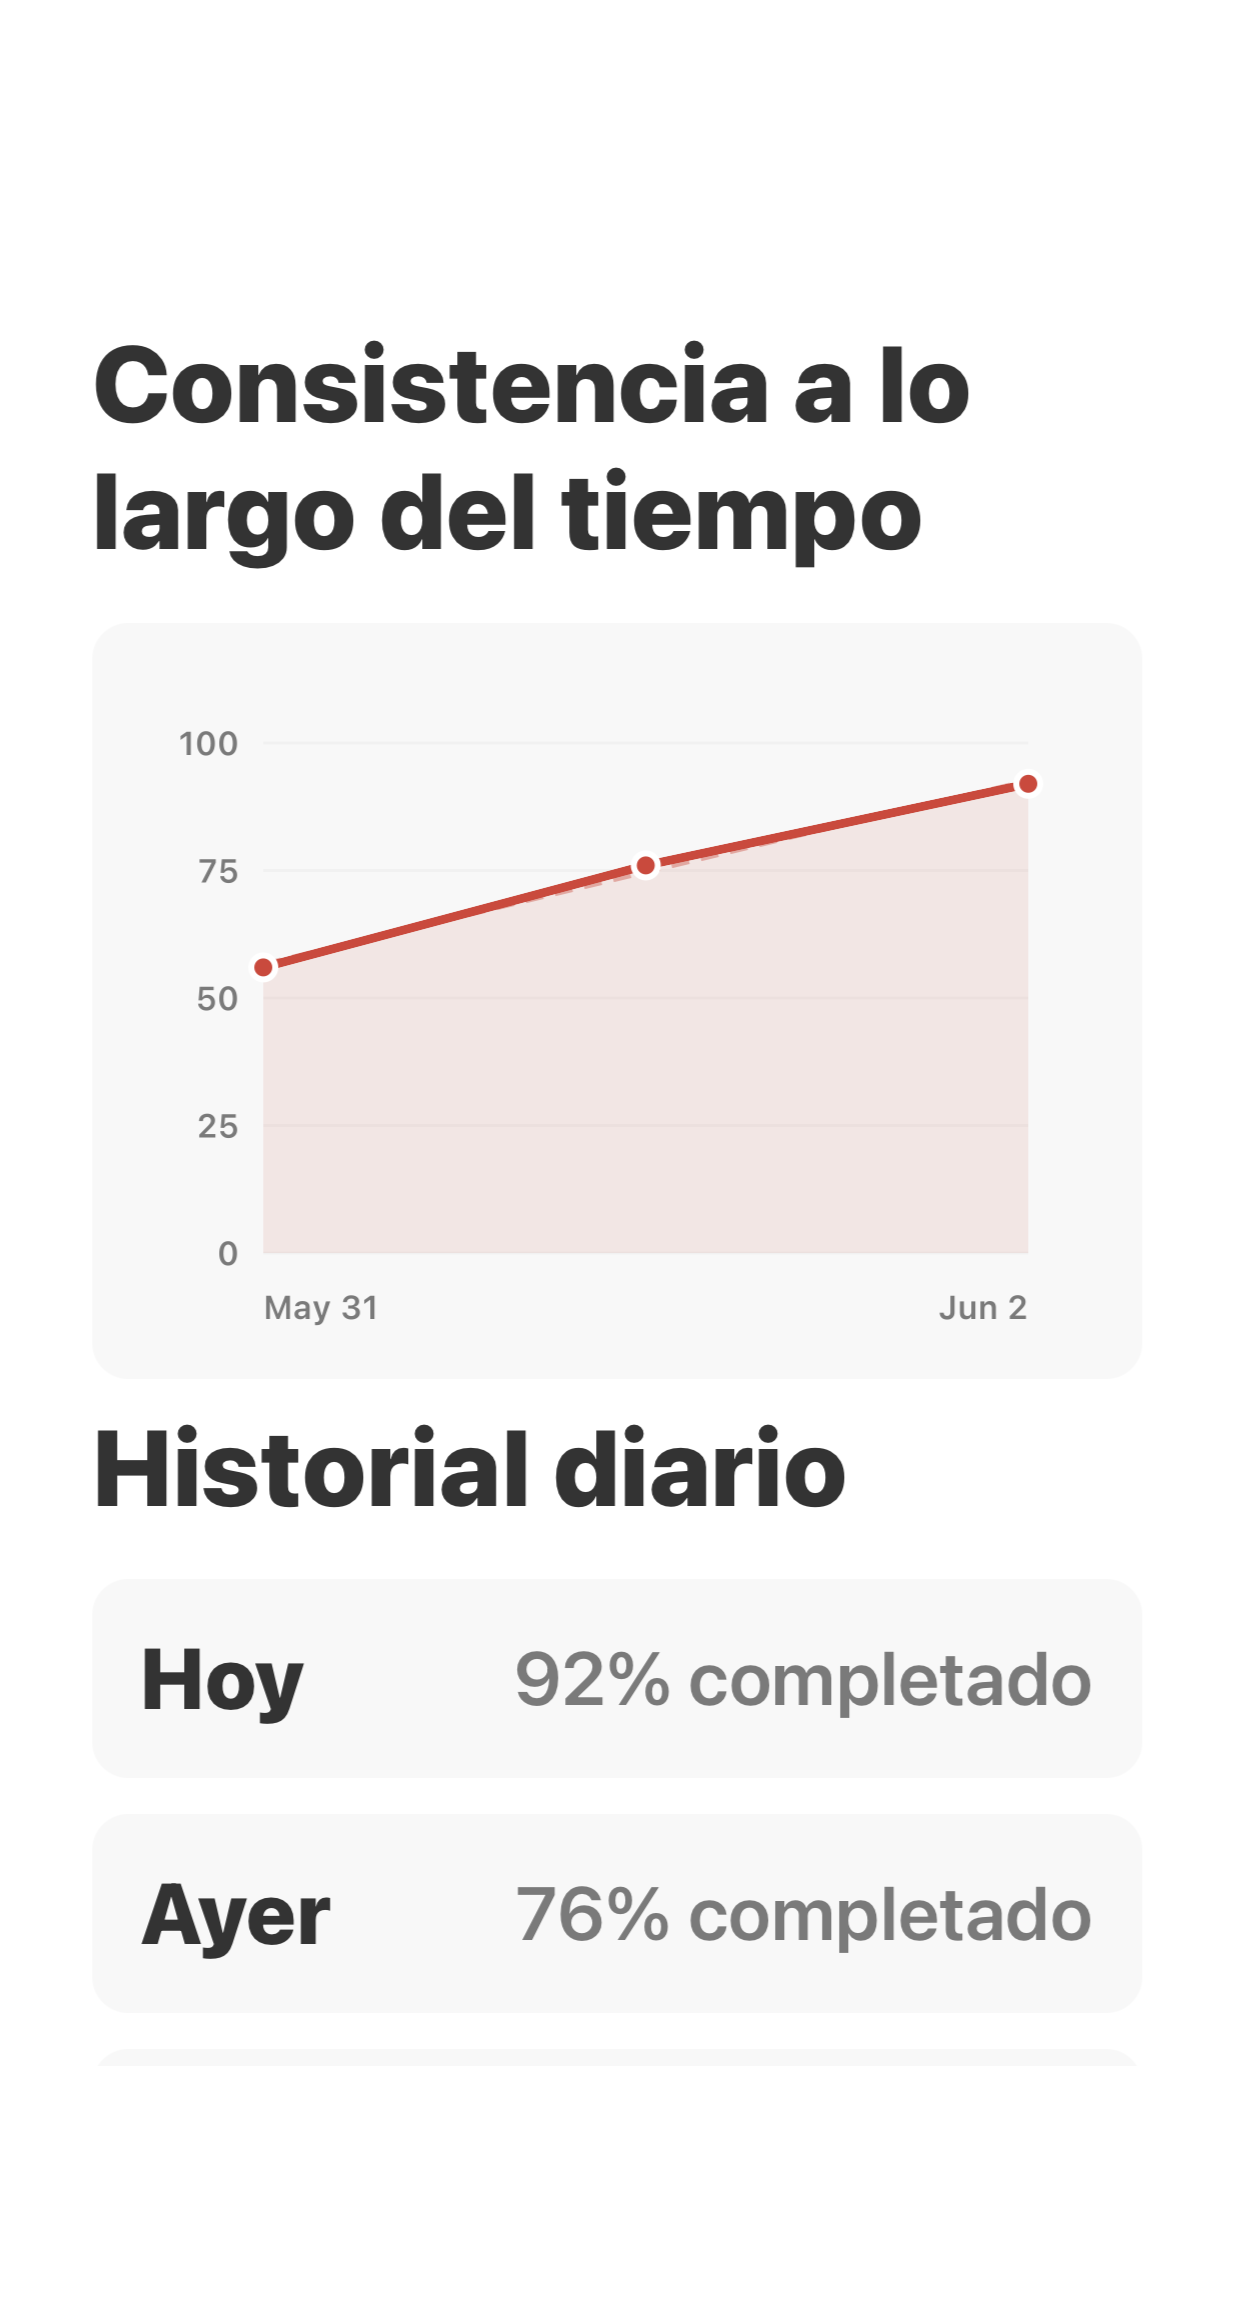 Consistencia a lo
largo del tiempo
100
75
50
25
0
May 31 Jun 2
Historial diario
Hoy 92% completado
Ayer 76% completado